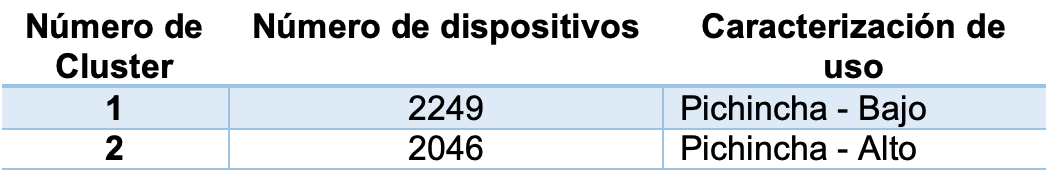 Número de Cluster Número de dispositivos Caracterización de uso
1 2249 Pichincha - Bajo
2 2046 Pichincha - Alto